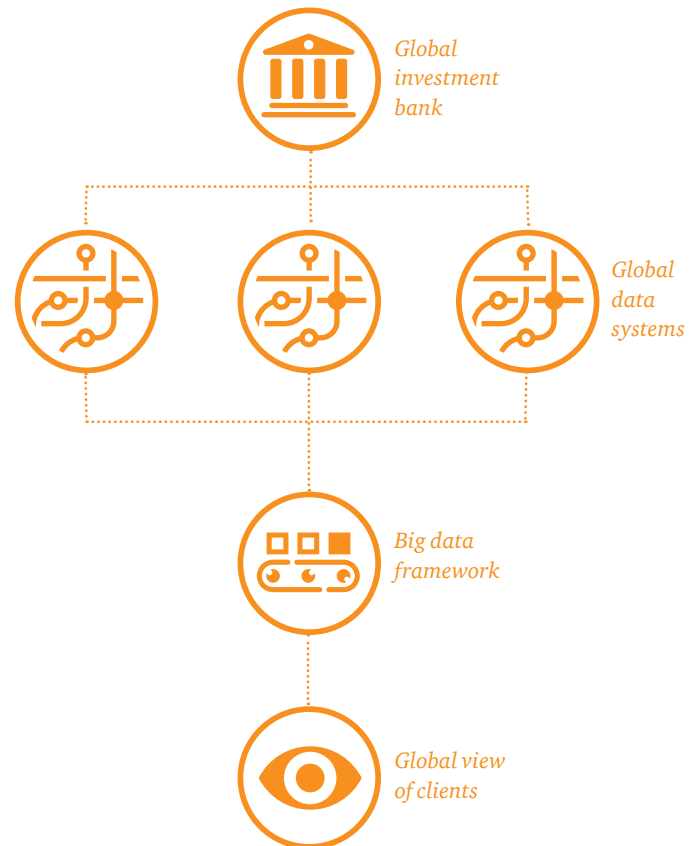 Global
investment
bank
Global
data
systems
Big data
framework
Global view
of clients